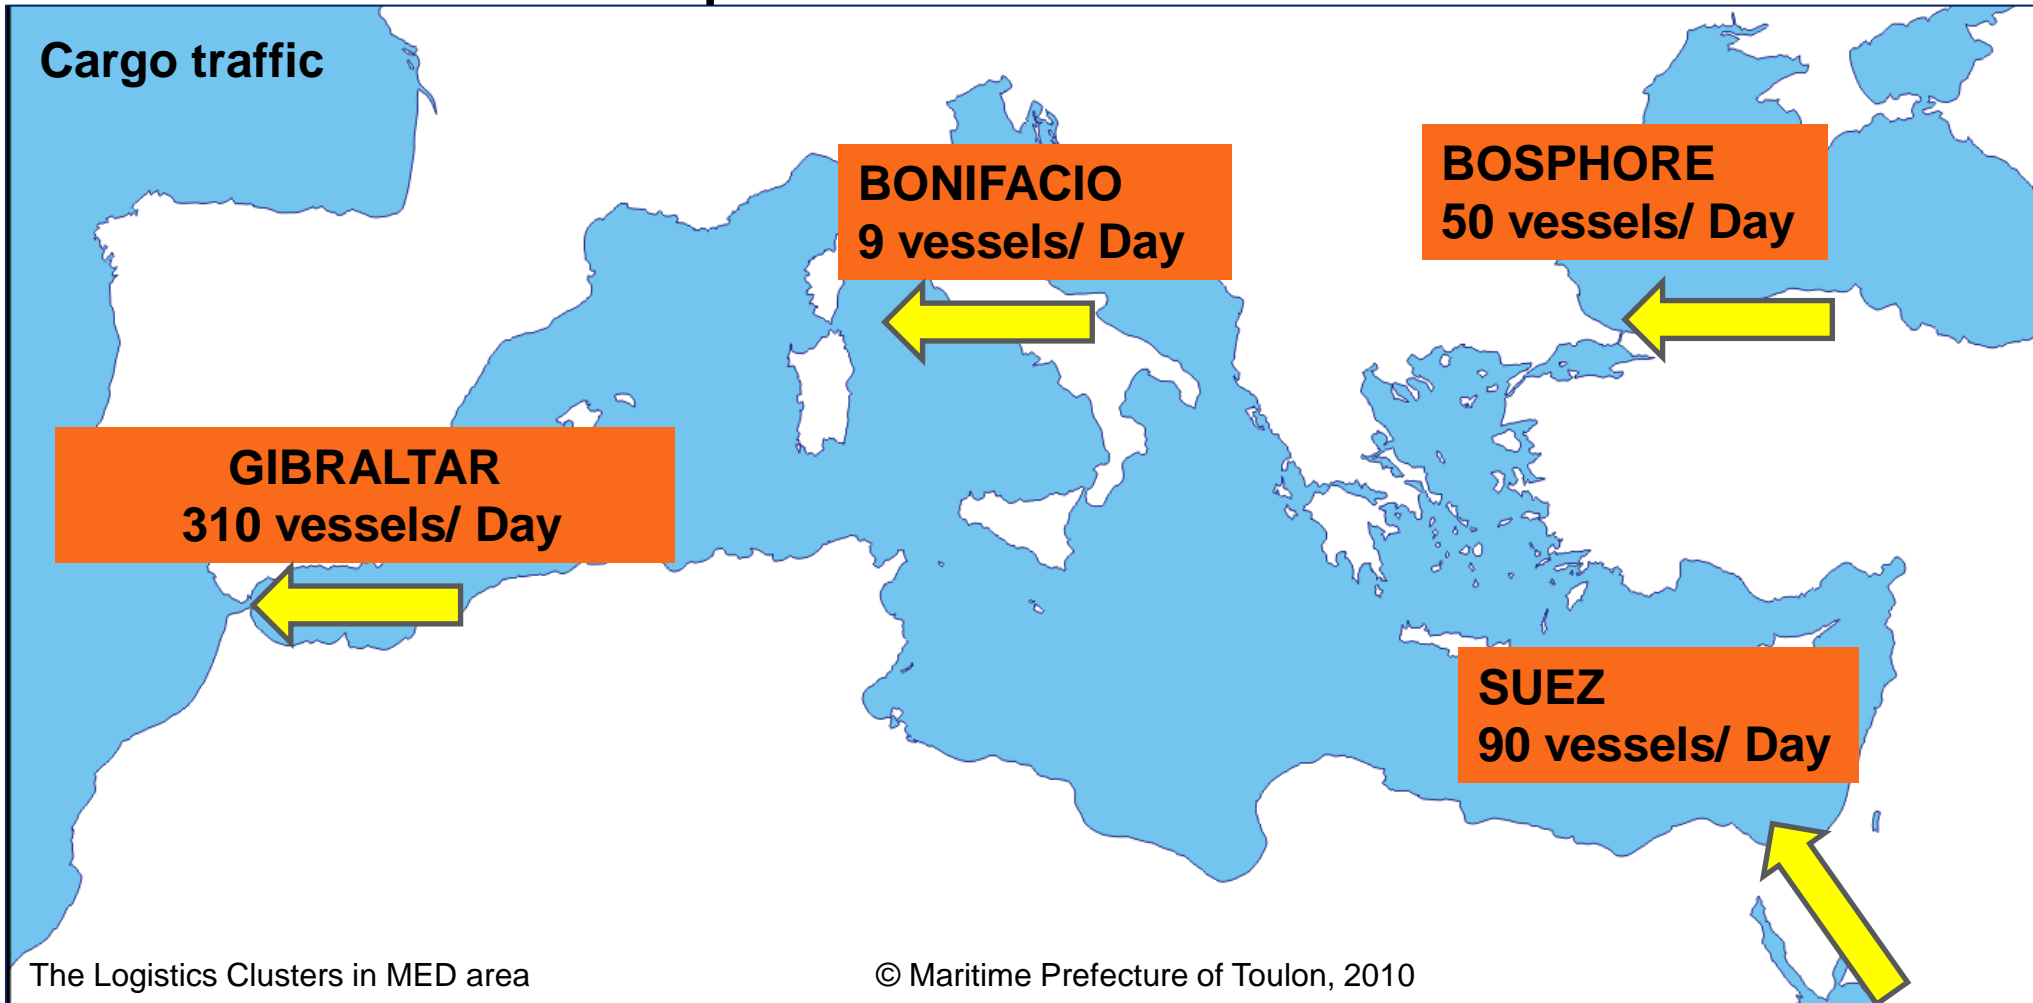 Cargo traffic
BONIFACIO
9 vessels/ Day
BOSPHORE
50 vessels/ Day
GIBRALTAR
310 vessels/ Day
SUEZ
90 vessels/ Day
The Logistics Clusters in MED area
© Maritime Prefecture of Toulon, 2010